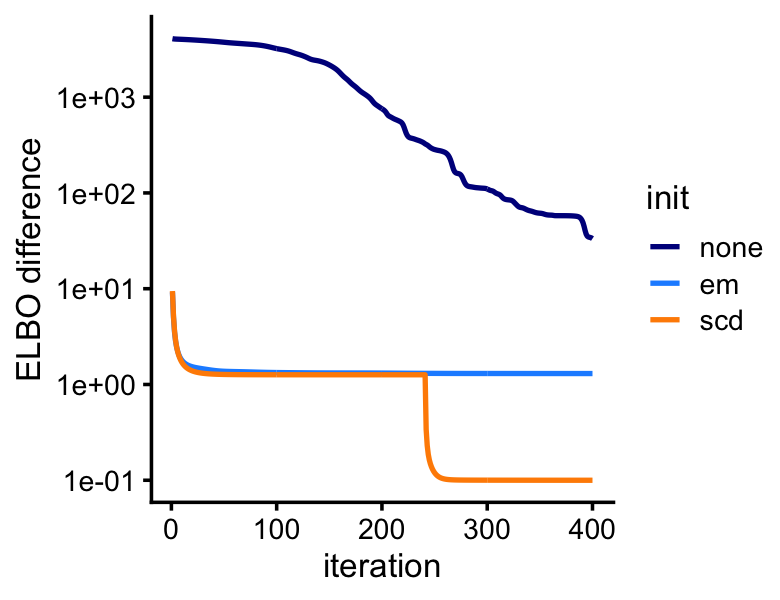 ELBO difference
1e+03
1e+02
1e+01
1e+00
1e-01
0 100 200 300 400
iteration
init
none
em
scd